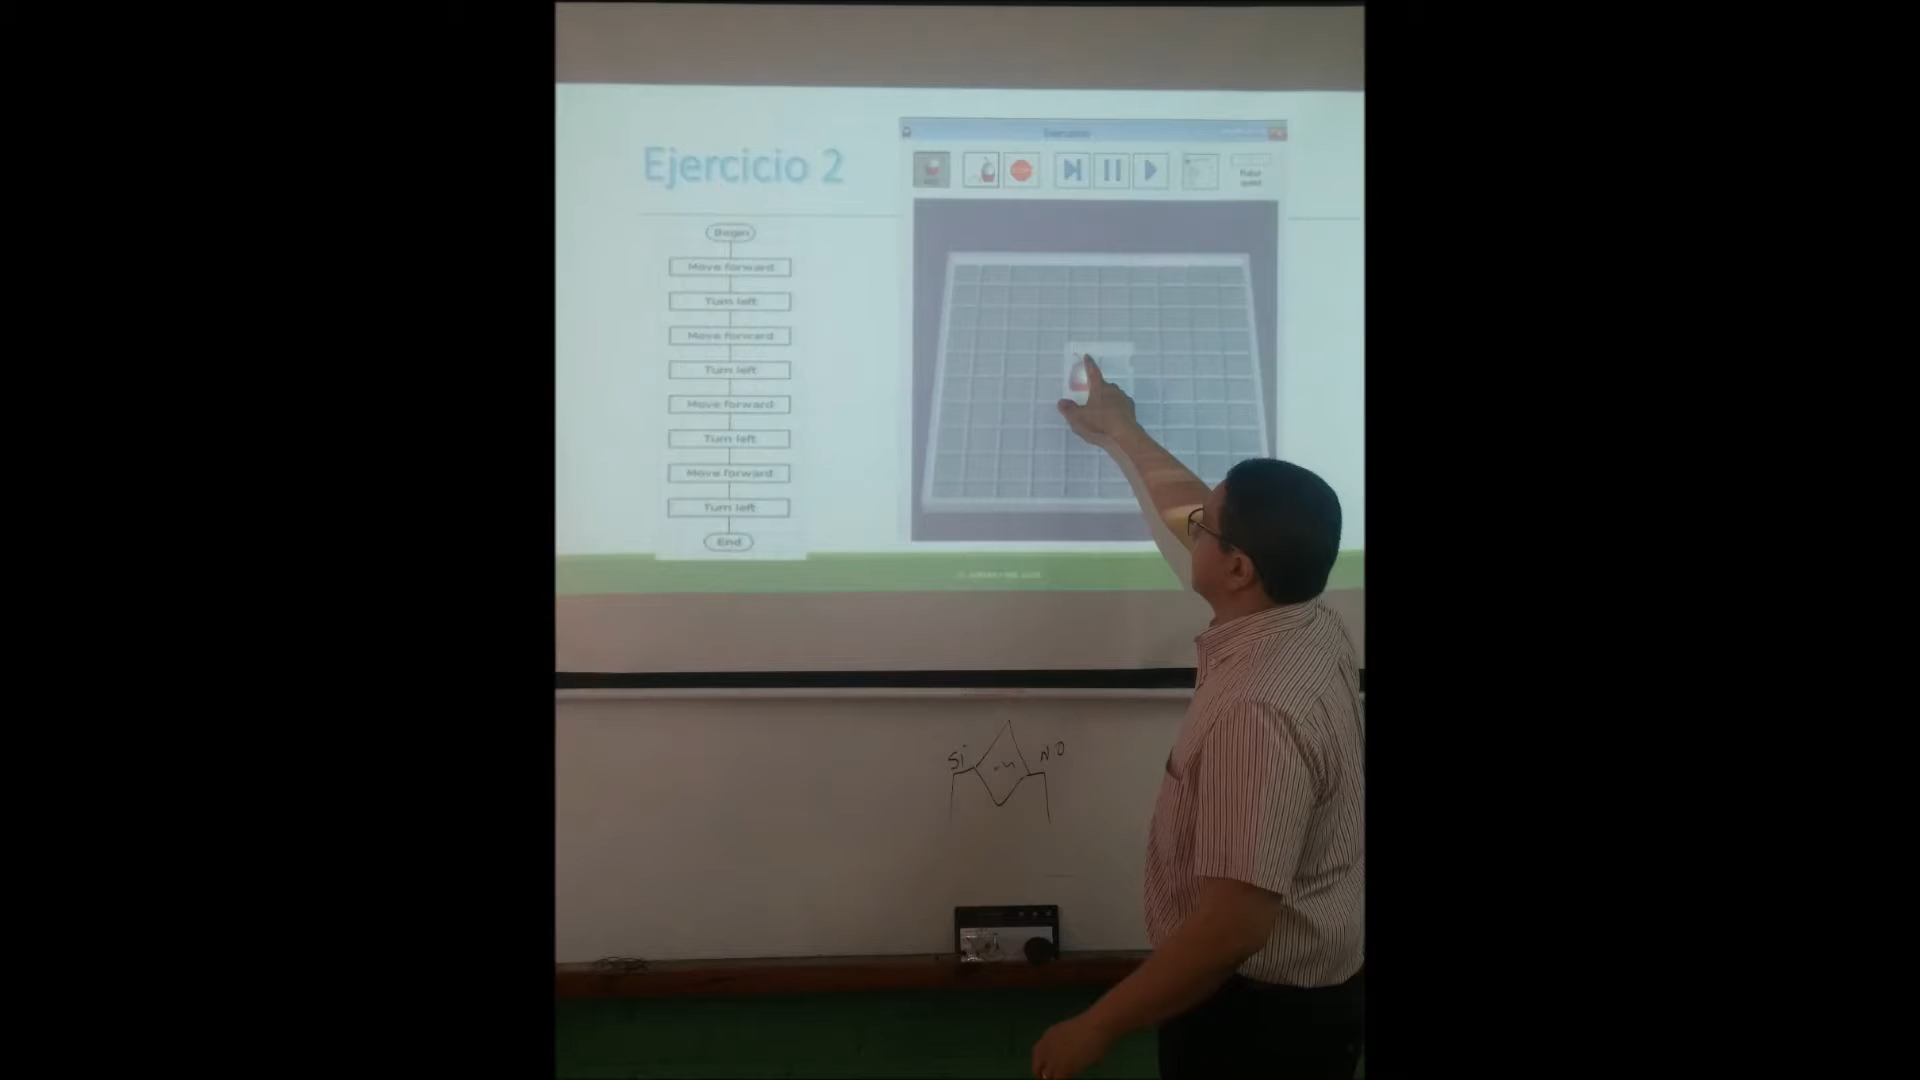 Ejercicio 2
Begin
Move forward
Turn left
Move forward
Turn left
Move forward
Turn left
Move forward
Turn left
End
Si
NO